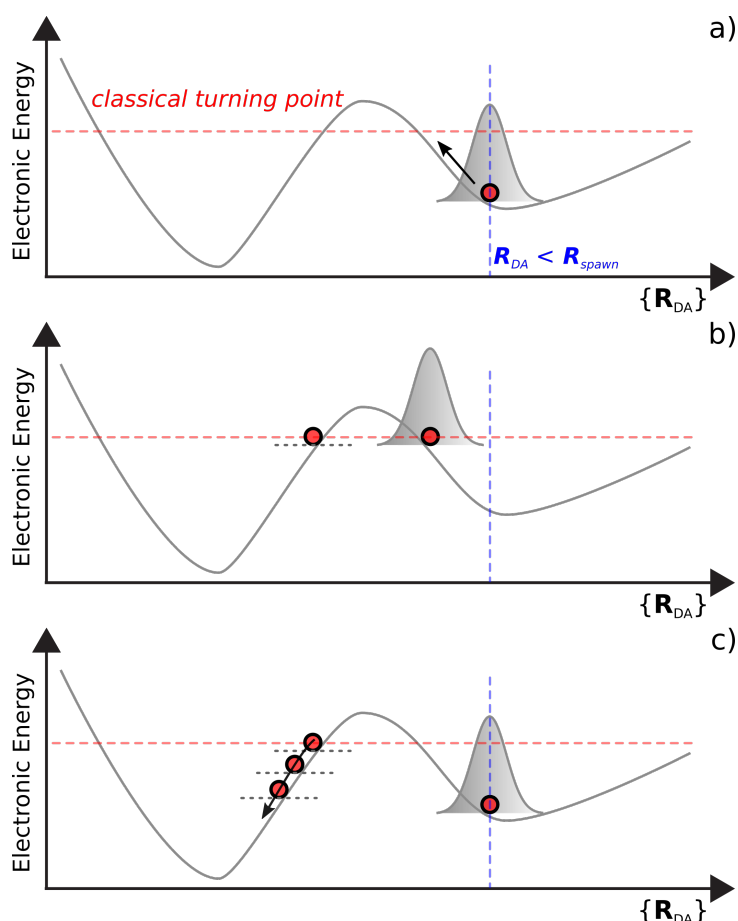 a)
Electronic Energy
classical turning point
R_DA < R_spawn
{R_DA}
b)
Electronic Energy
{R_DA}
c)
Electronic Energy
{R_DA}